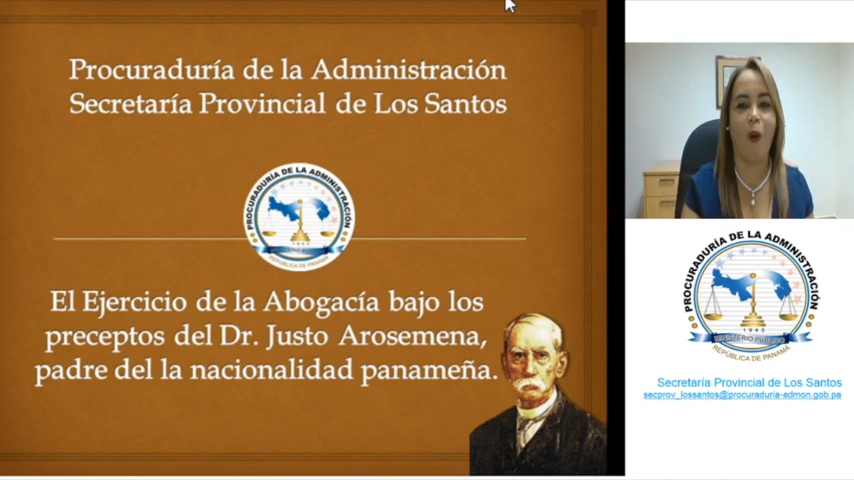 Procuraduría de la Administración
Secretaría Provincial de Los Santos
PROCURADURÍA DE LA ADMINISTRACIÓN
1943
REPÚBLICA DE PANAMÁ
El Ejercicio de la Abogacía bajo los
preceptos del Dr. Justo Arosemena,
padre del la nacionalidad panameña.
PROCURADURÍA DE LA ADMINISTRACIÓN
1943
MINISTERIO PÚBLICO
REPÚBLICA DE PANAMÁ
Secretaría Provincial de Los Santos
secprov_lossantos@procuraduria-admon.gob.pa